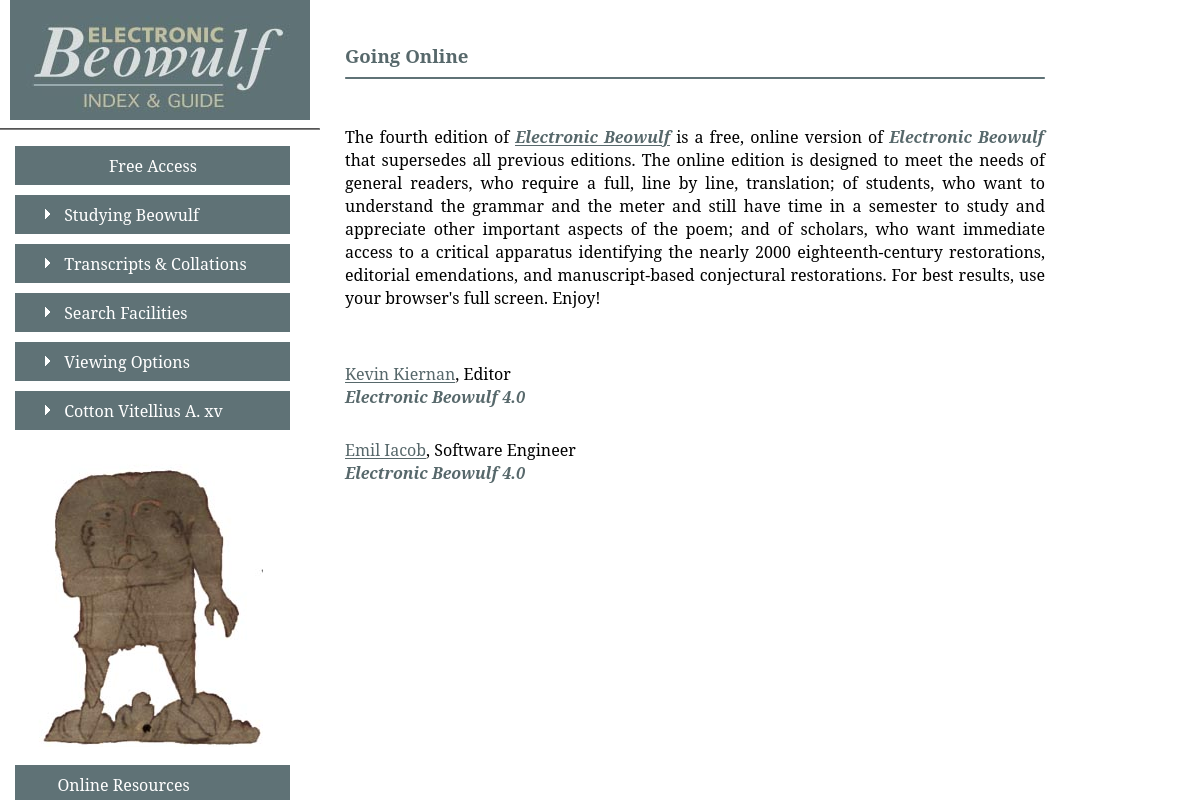 ELECTRONIC
Beowulf
INDEX & GUIDE
Free Access
Studying Beowulf
Transcripts & Collations
Search Facilities
Viewing Options
Cotton Vitellius A. xv
Online Resources
Going Online
The fourth edition of Electronic Beowulf is a free, online version of Electronic Beowulf
that supersedes all previous editions. The online edition is designed to meet the needs of
general readers, who require a full, line by line, translation; of students, who want to
understand the grammar and the meter and still have time in a semester to study and
appreciate other important aspects of the poem; and of scholars, who want immediate
access to a critical apparatus identifying the nearly 2000 eighteenth-century restorations,
editorial emendations, and manuscript-based conjectural restorations. For best results, use
your browser's full screen. Enjoy!
Kevin Kiernan, Editor
Electronic Beowulf 4.0
Emil Iacob, Software Engineer
Electronic Beowulf 4.0